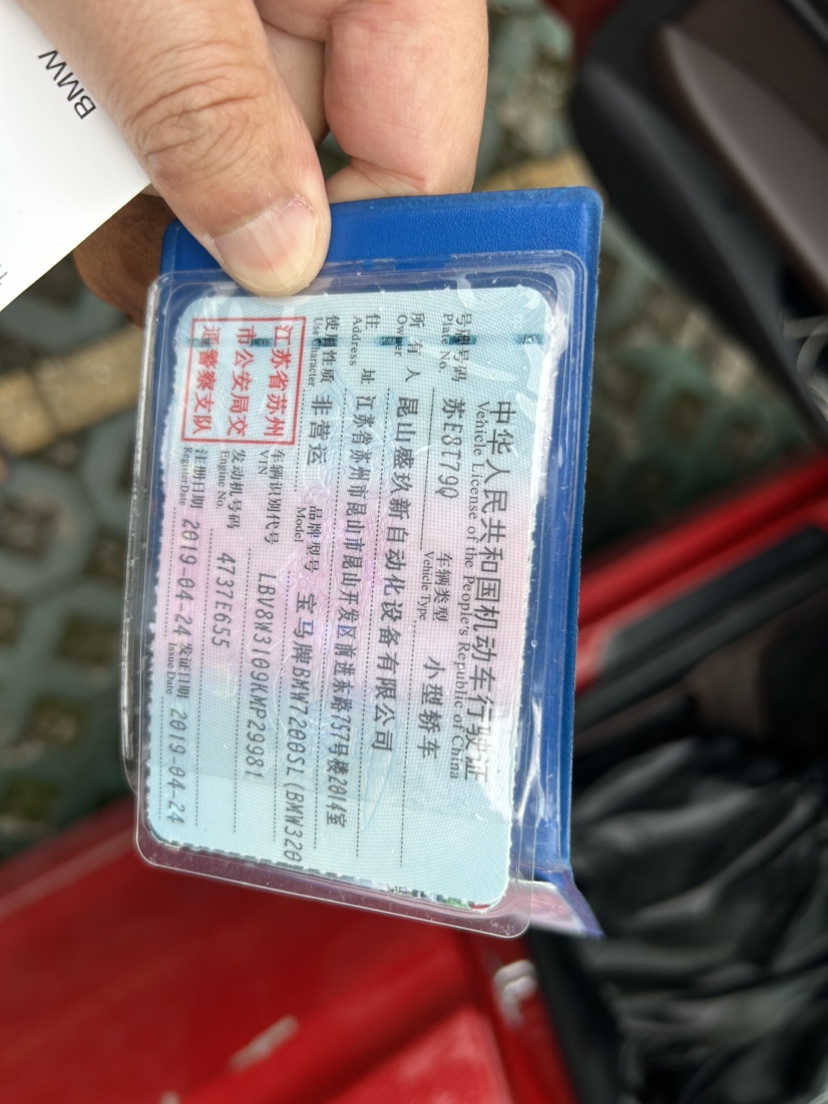 BMW
中华人民共和国机动车行驶证
Vehicle License of the People's Republic of China
号牌号码 苏E3T79Q 车辆类型 小型轿车
Plate No. Vehicle Type
所有人 昆山盛玖新自动化设备有限公司
Owner
住址 江苏省苏州市昆山市昆山开发区前进东路757号楼2014室
Address
使用性质 非营运 品牌型号 宝马牌BMW7200SL(BMW320
Use Character Model
江苏省苏州
市公安局交
通警察支队
车辆识别代号 LBV8W3109KMP29981
VIN
发动机号码 4737E655
Engine No.
注册日期 2019-04-24 发证日期 2019-04-24
Register Date Issue Date